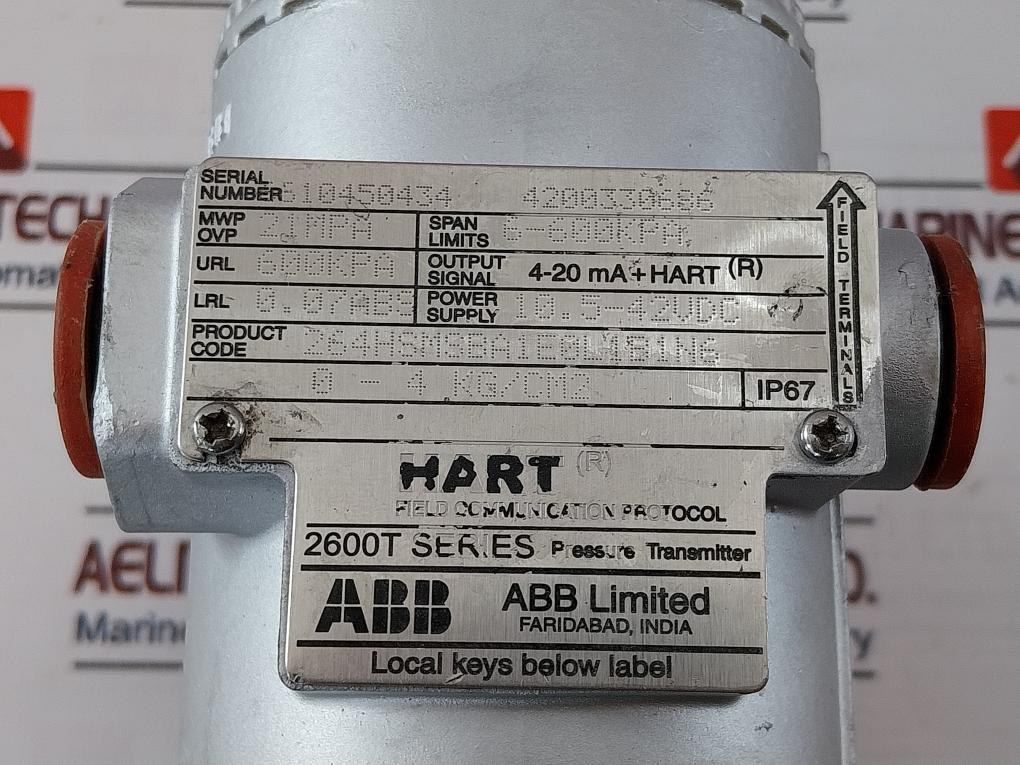 SERIAL NUMBER 610450434 4200330686
MWP OVP 21MPA SPAN LIMITS 6-600KPA
URL 600KPA OUTPUT SIGNAL 4-20 mA+HART (R)
LRL 0.07ABS POWER SUPPLY 10.5-42VDC
PRODUCT CODE
0 - 4 KG/CM2 IP67
FIELD TERMINALS
HART (R)
FIELD COMMUNICATION PROTOCOL
2600T SERIES Pressure Transmitter
ABB ABB Limited
FARIDABAD, INDIA
Local keys below label